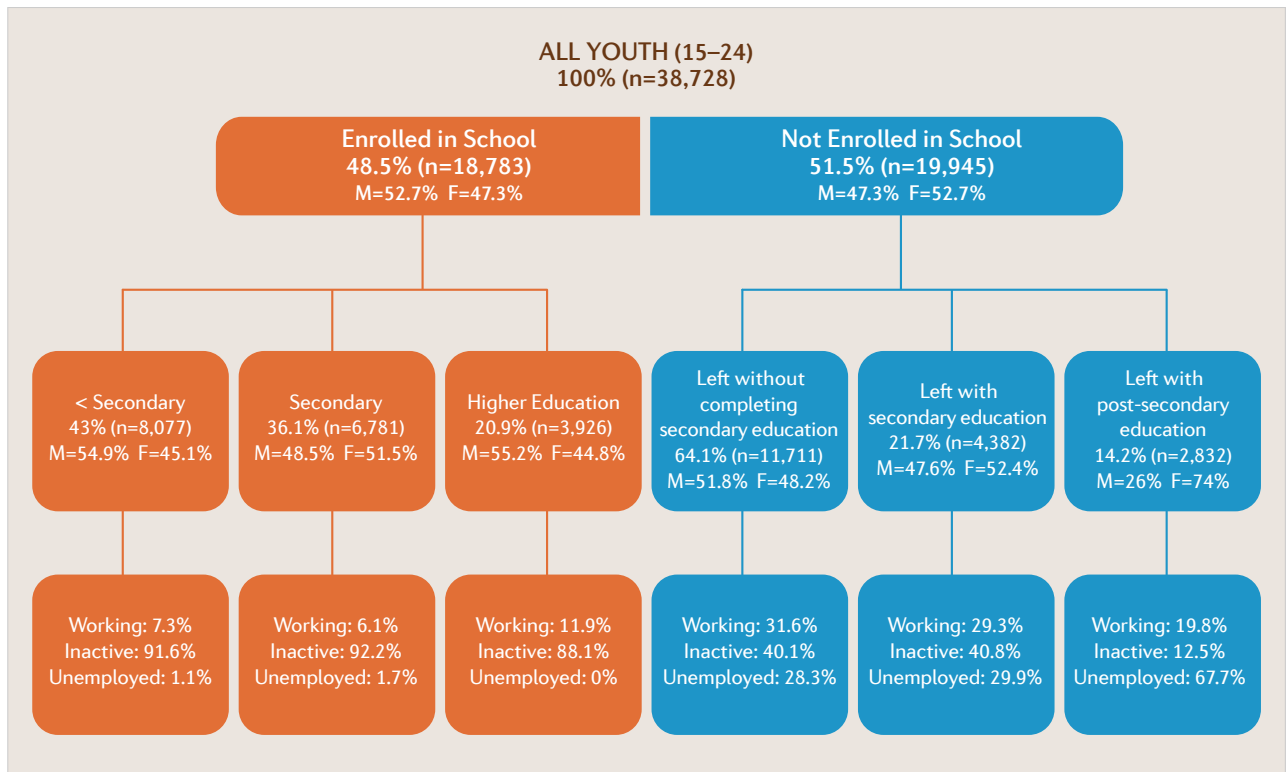 ALL YOUTH (15–24)
100% (n=38,728)
Enrolled in School
48.5% (n=18,783)
M=52.7% F=47.3%
Not Enrolled in School
51.5% (n=19,945)
M=47.3% F=52.7%
< Secondary
43% (n=8,077)
M=54.9% F=45.1%
Secondary
36.1% (n=6,781)
M=48.5% F=51.5%
Higher Education
20.9% (n=3,926)
M=55.2% F=44.8%
Left without
completing
secondary education
64.1% (n=11,711)
M=51.8% F=48.2%
Left with
secondary education
21.7% (n=4,382)
M=47.6% F=52.4%
Left with
post-secondary
education
14.2% (n=2,832)
M=26% F=74%
Working: 7.3%
Inactive: 91.6%
Unemployed: 1.1%
Working: 6.1%
Inactive: 92.2%
Unemployed: 1.7%
Working: 11.9%
Inactive: 88.1%
Unemployed: 0%
Working: 31.6%
Inactive: 40.1%
Unemployed: 28.3%
Working: 29.3%
Inactive: 40.8%
Unemployed: 29.9%
Working: 19.8%
Inactive: 12.5%
Unemployed: 67.7%